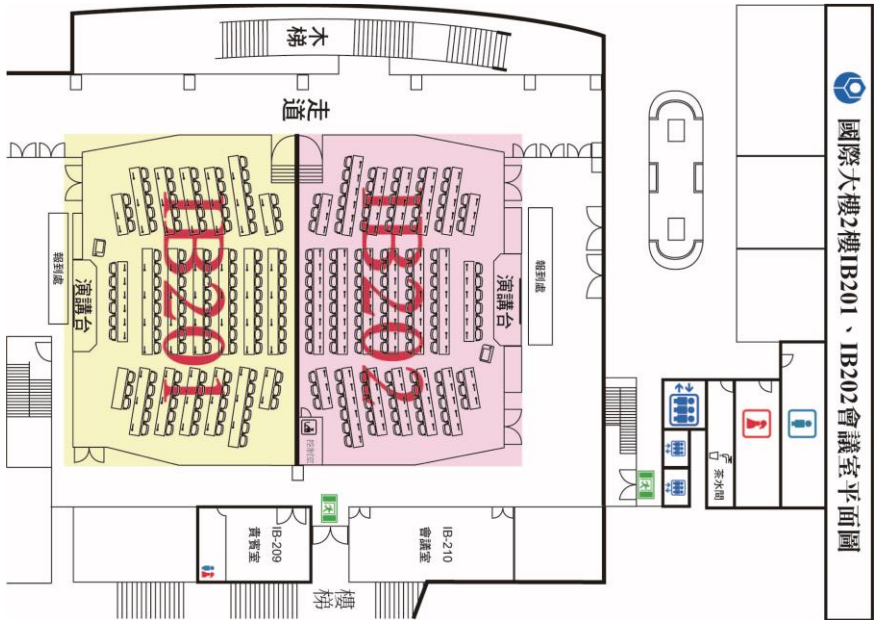 國際大樓2樓IB201、IB202會議室平面圖
木梯
走道
IB201
IB202
報到處
演講台
演講台
報到處
控制室
茶水間
IB-209
貴賓室
IB-210
會議室
樓梯